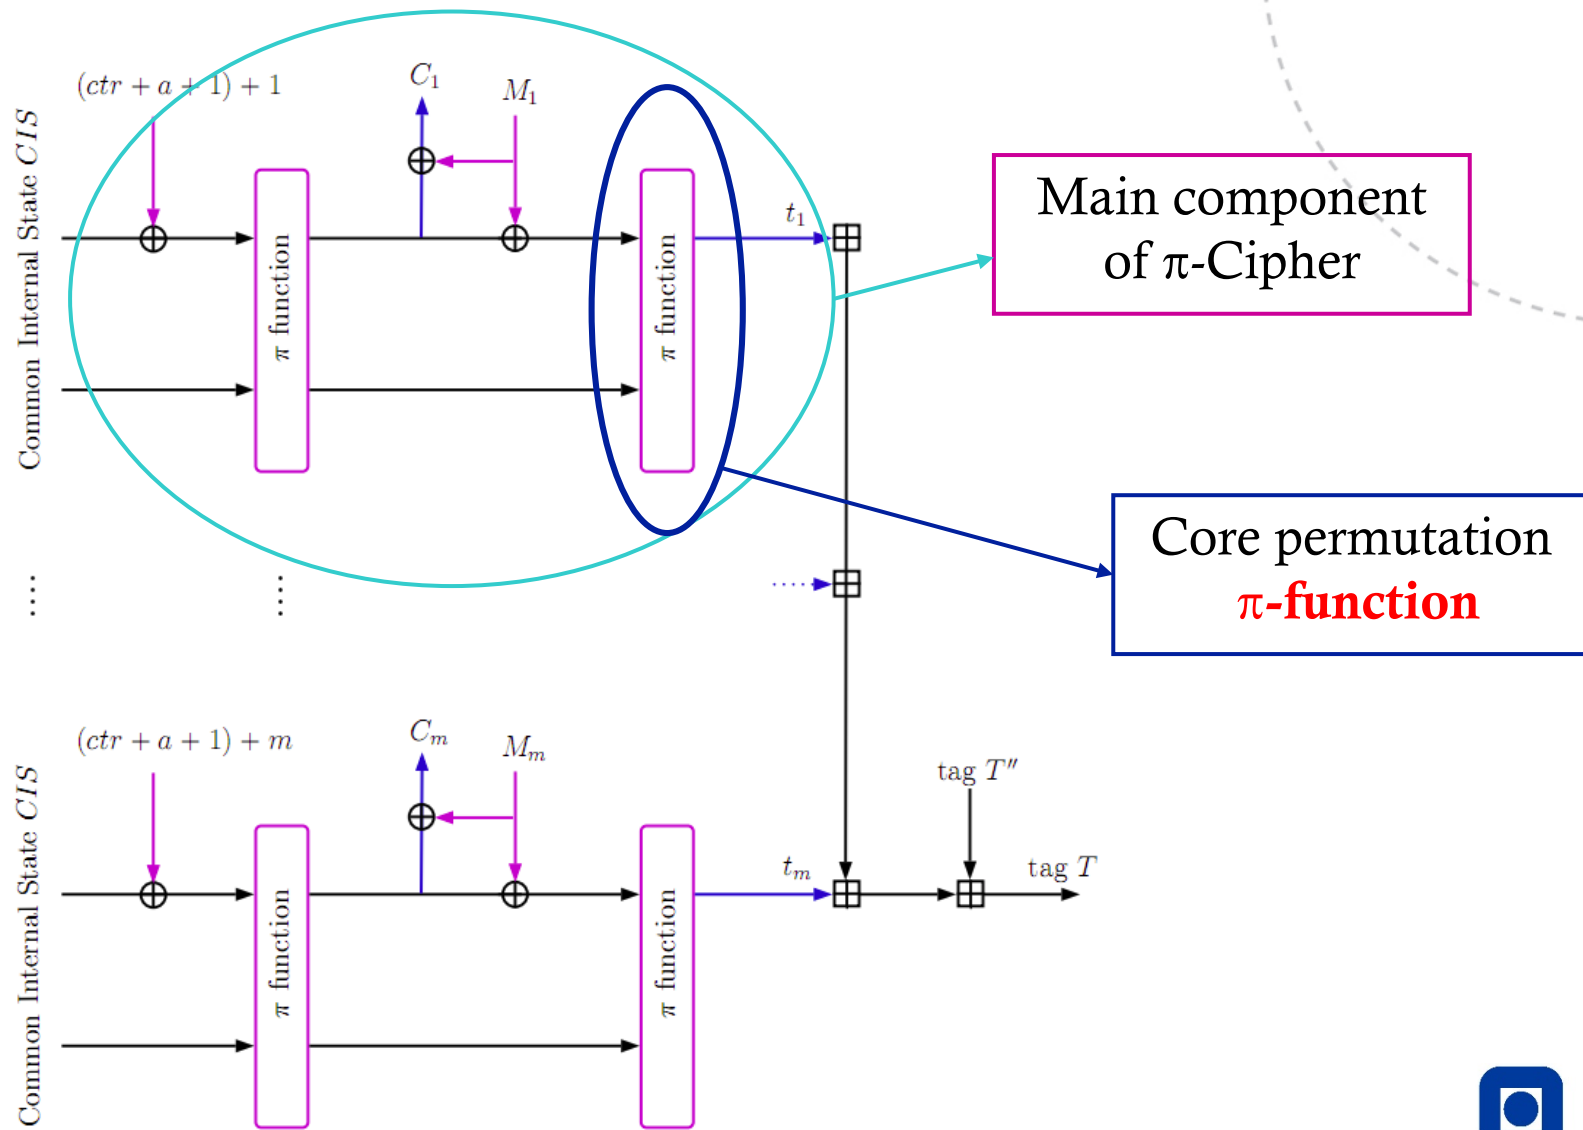 Common Internal State CIS
(ctr + a + 1) + 1
C₁
M₁
π function
π function
t₁
Main component
of π-Cipher
Core permutation
π-function
....
....
Common Internal State CIS
(ctr + a + 1) + m
Cₘ
Mₘ
π function
π function
tₘ
tag T″
tag T